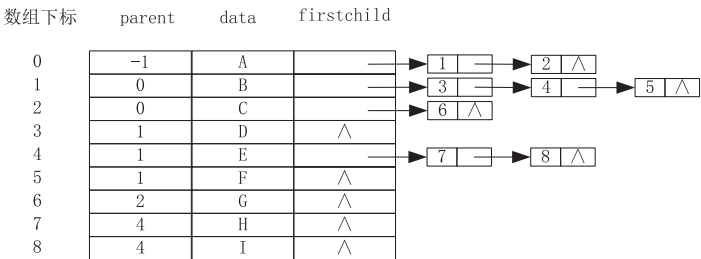 数组下标 parent data firstchild
0 -1 A 1 2 ∧
1 0 B 3 4 5 ∧
2 0 C 6 ∧
3 1 D ∧
4 1 E 7 8 ∧
5 1 F ∧
6 2 G ∧
7 4 H ∧
8 4 I ∧